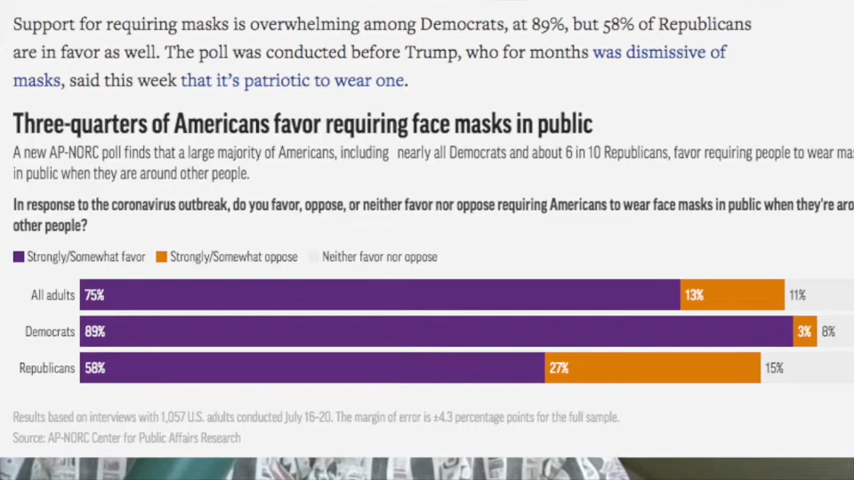 Support for requiring masks is overwhelming among Democrats, at 89%, but 58% of Republicans
are in favor as well. The poll was conducted before Trump, who for months was dismissive of
masks, said this week that it's patriotic to wear one.
Three-quarters of Americans favor requiring face masks in public
A new AP-NORC poll finds that a large majority of Americans, including nearly all Democrats and about 6 in 10 Republicans, favor requiring people to wear
in public when they are around other people.
In response to the coronavirus outbreak, do you favor, oppose, or neither favor nor oppose requiring Americans to wear face masks in public when they're
other people?
Strongly/Somewhat favor Strongly/Somewhat oppose Neither favor nor oppose
All adults 75% 13% 11%
Democrats 89% 3% 8%
Republicans 58% 27% 15%
Results based on interviews with 1,057 U.S. adults conducted July 16-20. The margin of error is ±4.3 percentage points for the full sample.
Source: AP-NORC Center for Public Affairs Research